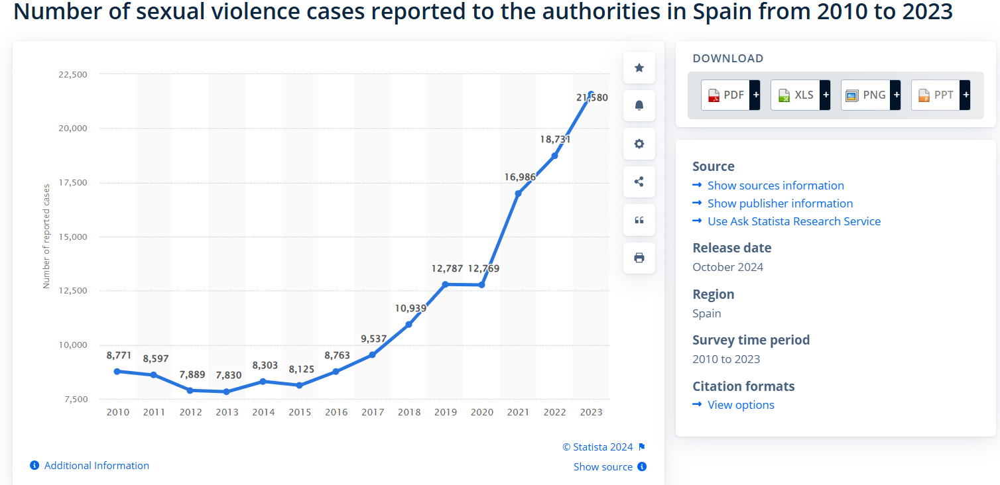 Number of sexual violence cases reported to the authorities in Spain from 2010 to 2023
Number of reported cases
22,500
20,000
17,500
15,000
12,500
10,000
7,500
8,771
8,597
7,889
7,830
8,303
8,125
8,763
9,537
10,939
12,787
12,769
16,986
18,731
21,580
2010 2011 2012 2013 2014 2015 2016 2017 2018 2019 2020 2021 2022 2023
© Statista 2024
Additional Information
Show source
DOWNLOAD
PDF + XLS + PNG + PPT +
Source
Show sources information
Show publisher information
Use Ask Statista Research Service
Release date
October 2024
Region
Spain
Survey time period
2010 to 2023
Citation formats
View options